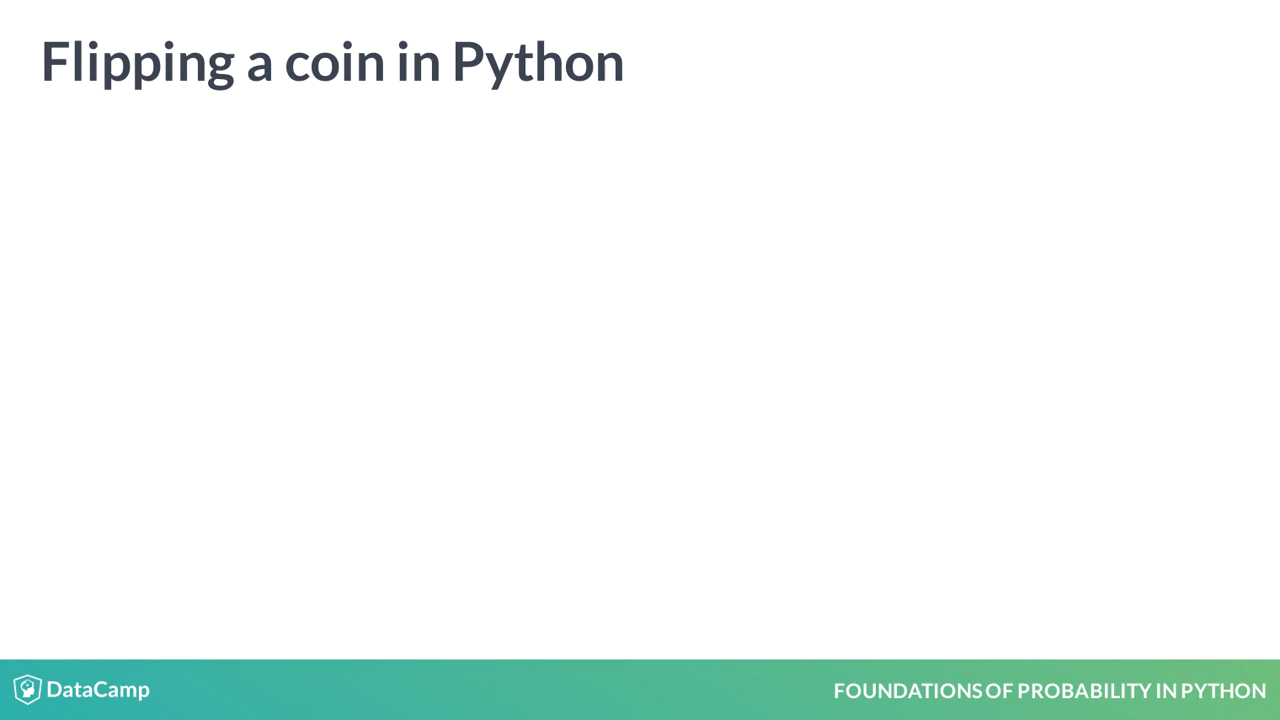 Flipping a coin in Python
DataCamp
FOUNDATIONS OF PROBABILITY IN PYTHON